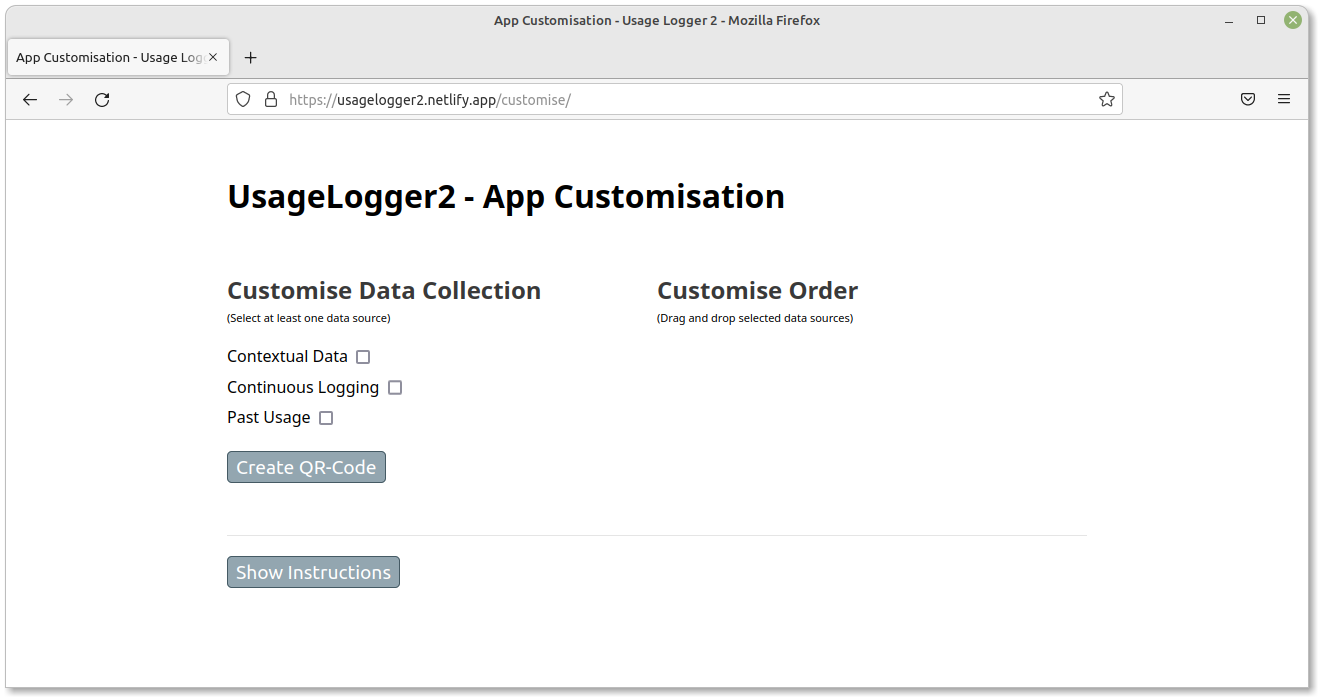 App Customisation - Usage Logger 2 - Mozilla Firefox
App Customisation - Usage Log
https://usagelogger2.netlify.app/customise/
UsageLogger2 - App Customisation
Customise Data Collection
(Select at least one data source)
Contextual Data
Continuous Logging
Past Usage
Create QR-Code
Customise Order
(Drag and drop selected data sources)
Show Instructions